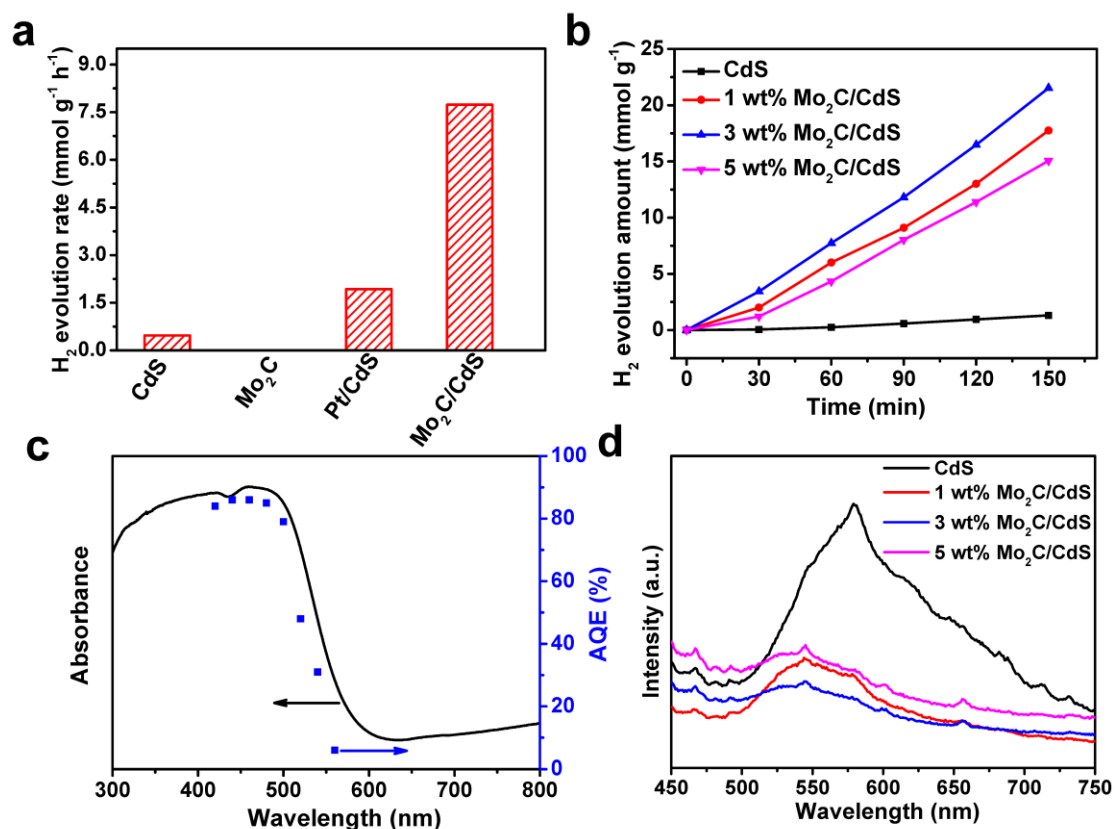 a
H₂ evolution rate (mmol g⁻¹ h⁻¹)
9.0
7.5
6.0
4.5
3.0
1.5
0.0
CdS
Mo₂C
Pt/CdS
Mo₂C/CdS
b
H₂ evolution amount (mmol g⁻¹)
25
20
15
10
5
0
CdS
1 wt% Mo₂C/CdS
3 wt% Mo₂C/CdS
5 wt% Mo₂C/CdS
0 30 60 90 120 150
Time (min)
c
Absorbance
100
80
60
40
20
0
AQE (%)
300 400 500 600 700 800
Wavelength (nm)
d
Intensity (a.u.)
CdS
1 wt% Mo₂C/CdS
3 wt% Mo₂C/CdS
5 wt% Mo₂C/CdS
450 500 550 600 650 700 750
Wavelength (nm)